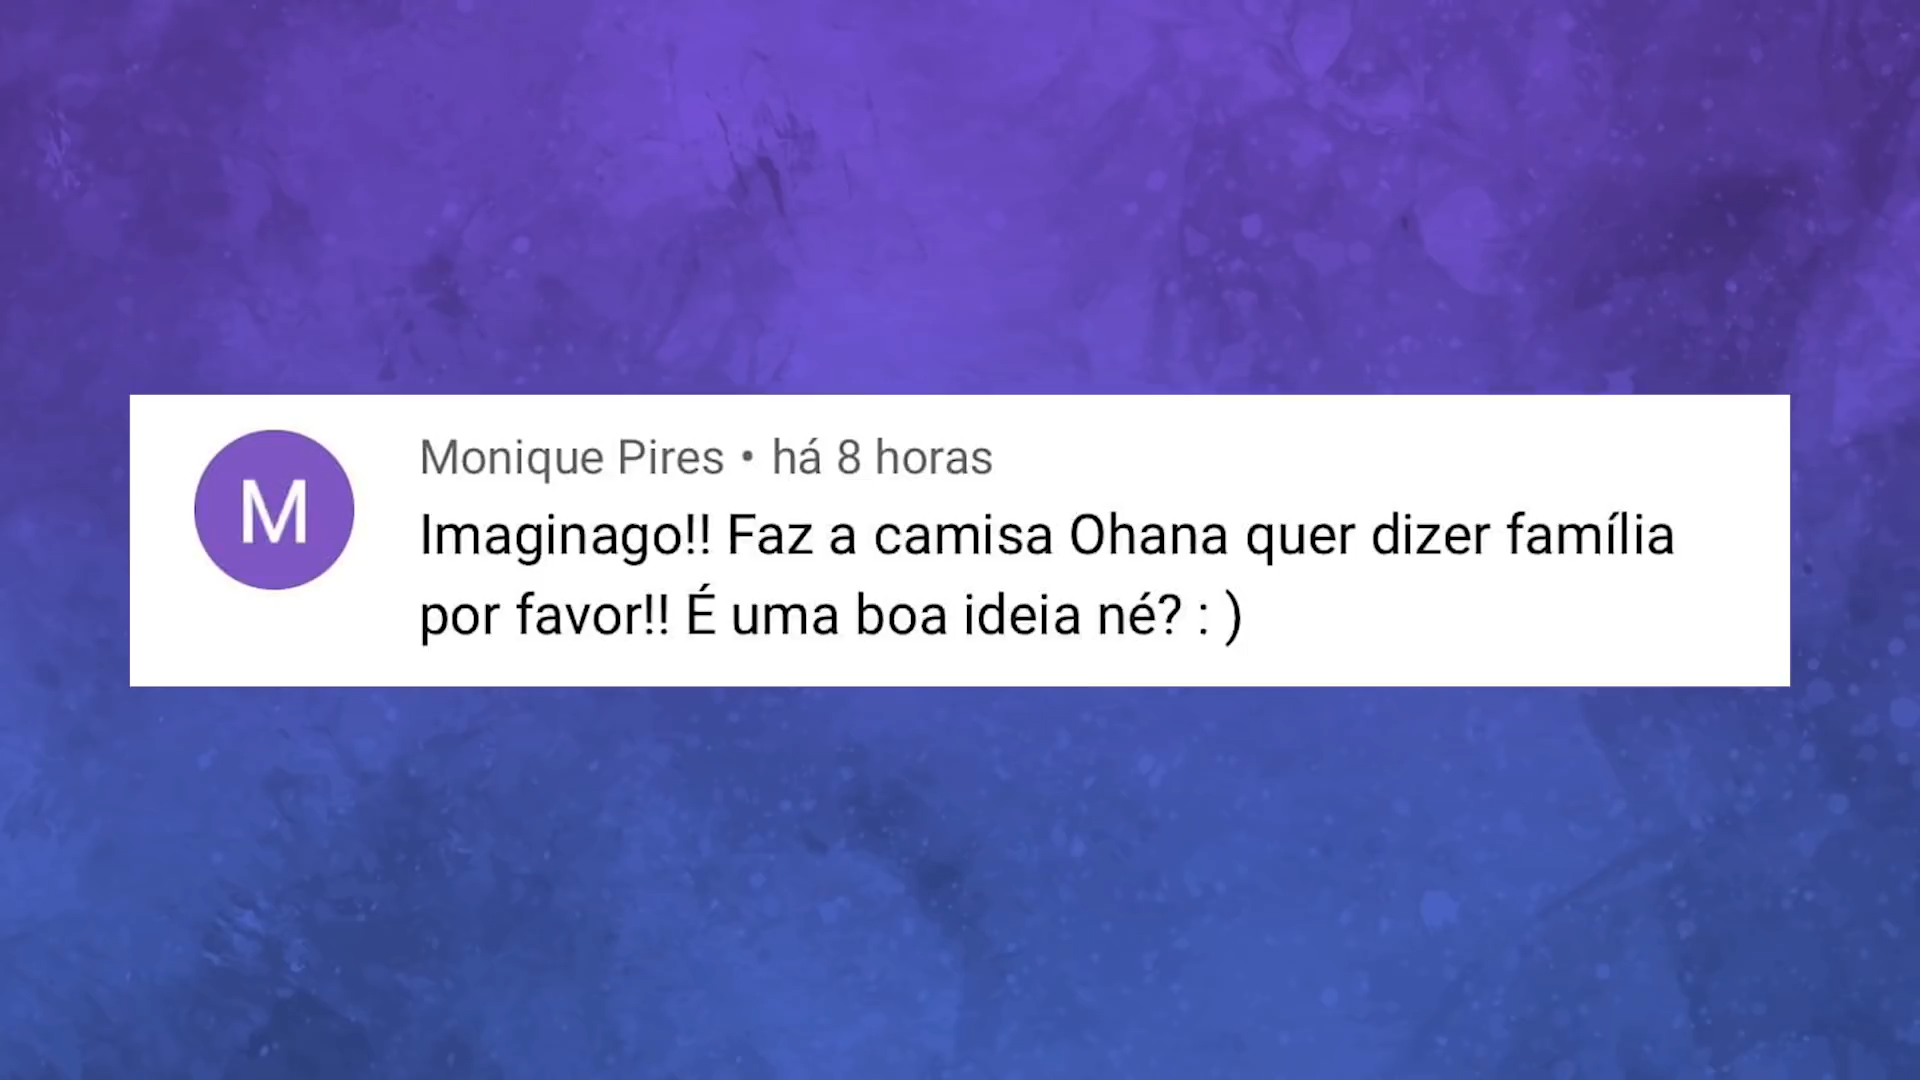 M
Monique Pires • há 8 horas
Imaginago!! Faz a camisa Ohana quer dizer família
por favor!! É uma boa ideia né? : )